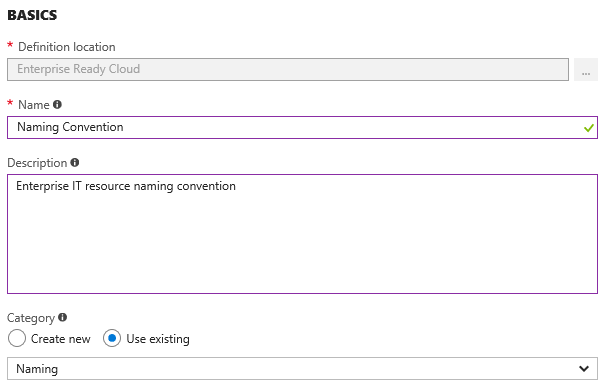 BASICS
* Definition location
Enterprise Ready Cloud
...
* Name
Naming Convention
Description
Enterprise IT resource naming convention
Category
Create new Use existing
Naming